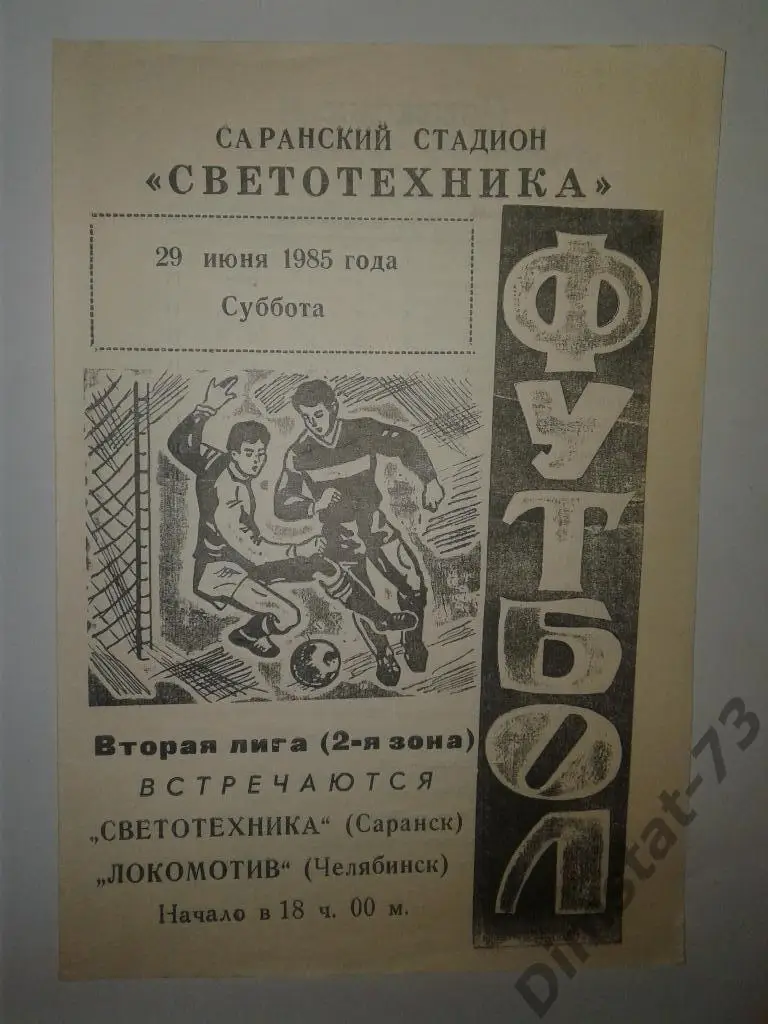 САРАНСКИЙ СТАДИОН
«СВЕТОТЕХНИКА»
29 июня 1985 года
Суббота
ФУТБОЛ
Вторая лига (2-я зона)
ВСТРЕЧАЮТСЯ
„СВЕТОТЕХНИКА“ (Саранск)
„ЛОКОМОТИВ“ (Челябинск)
Начало в 18 ч. 00 м.
DimStat-73